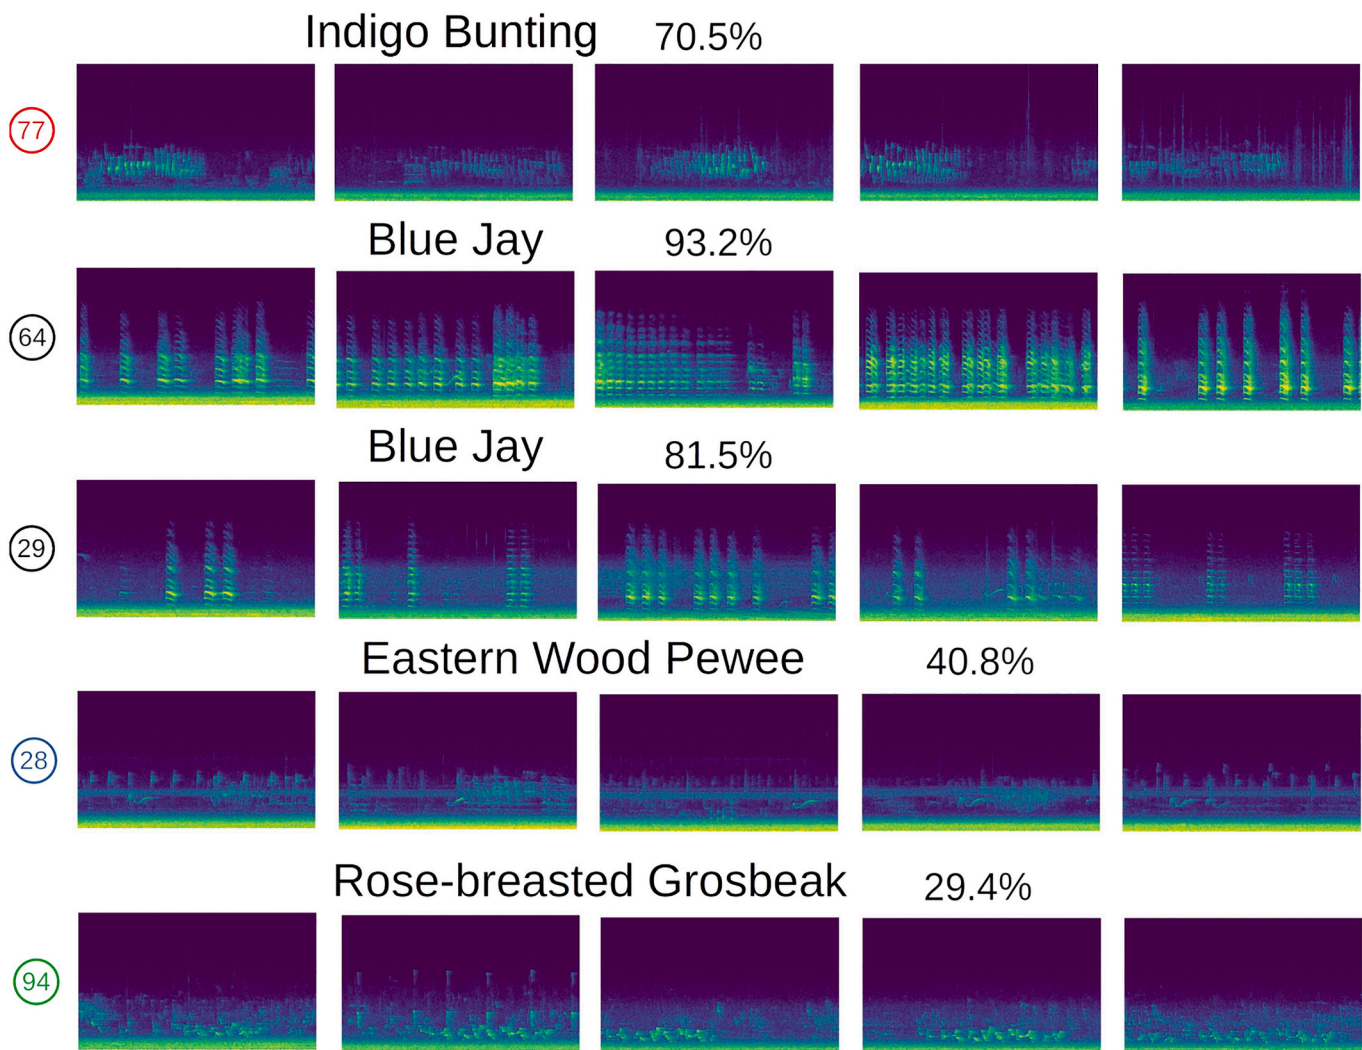 Indigo Bunting 70.5%
77
Blue Jay 93.2%
64
Blue Jay 81.5%
29
Eastern Wood Pewee 40.8%
28
Rose-breasted Grosbeak 29.4%
94